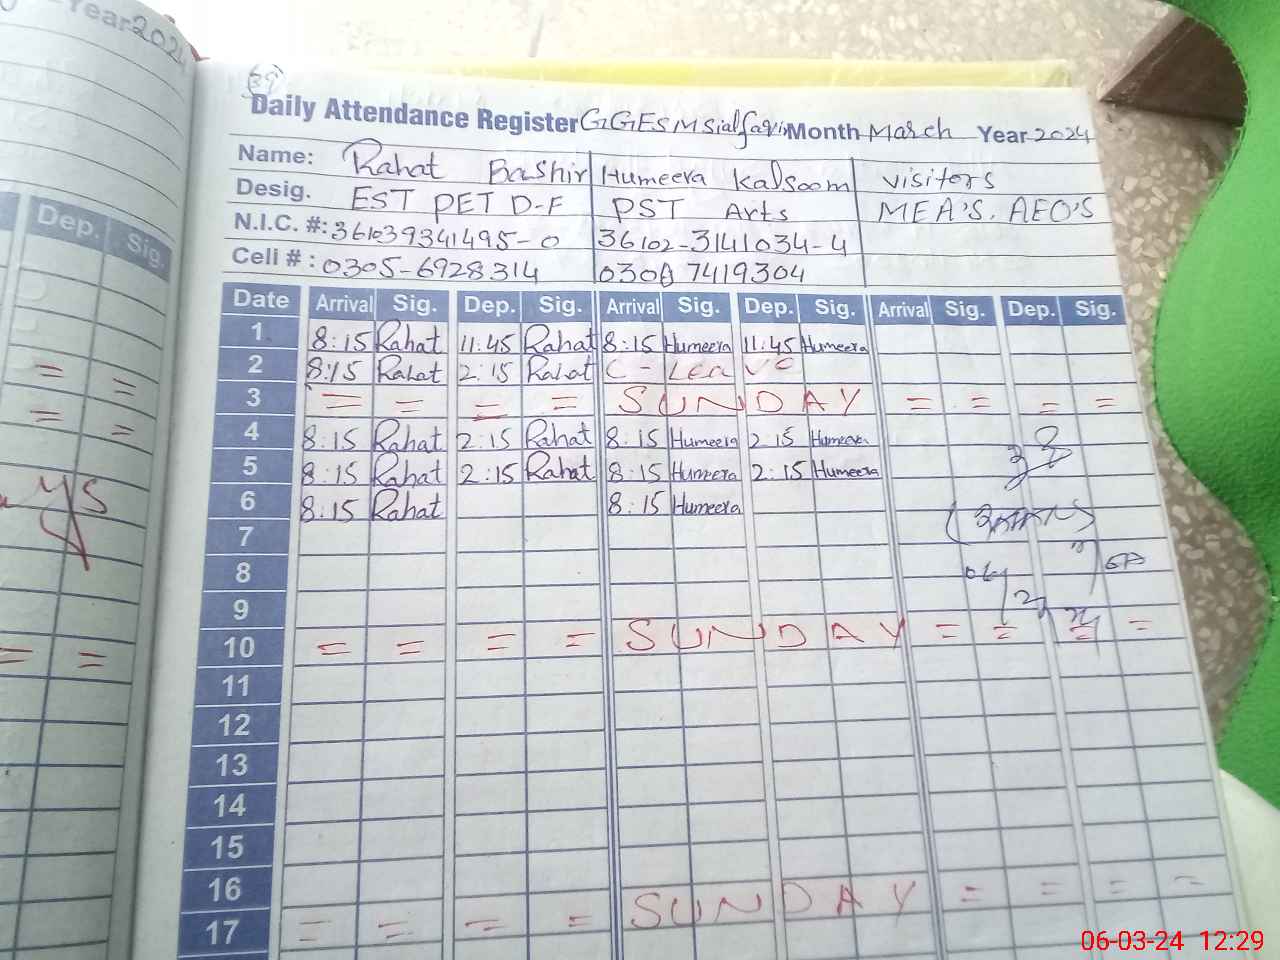 Year 2024
Dep. Sig.
Daily Attendance Register GGES M Sial Month March Year 2024
Name: Rahat Bashir Humeera Kalsoom visitors
Desig. EST PET D-F PST Arts MEA'S. AEO'S
N.I.C. #: 361039341495-0 36102-3141034-4
Cell # : 0305-6928314 7419304
Date Arrival Sig. Dep. Sig. Arrival Sig. Dep. Sig. Arrival Sig. Dep. Sig.
1 8:15 Rahat 11:45 Rahat 8:15 Humeera 11:45 Humeera
2 8:15 Rahat 2:15 Rahat C-Leave
3 = = = = SUNDAY = = = =
4 8:15 Rahat 2:15 Rahat 8:15 Humeera 2 15 Humeera
5 8:15 Rahat 2:15 Rahat 8:15 Humeera 2:15 Humeera
6 8:15 Rahat 8:15 Humeera
7
8
9
10 = = = = SUNDAY = = = =
11
12
13
14
15
16
17 = = = = SUNDAY = = = =
06-03-24 12:29